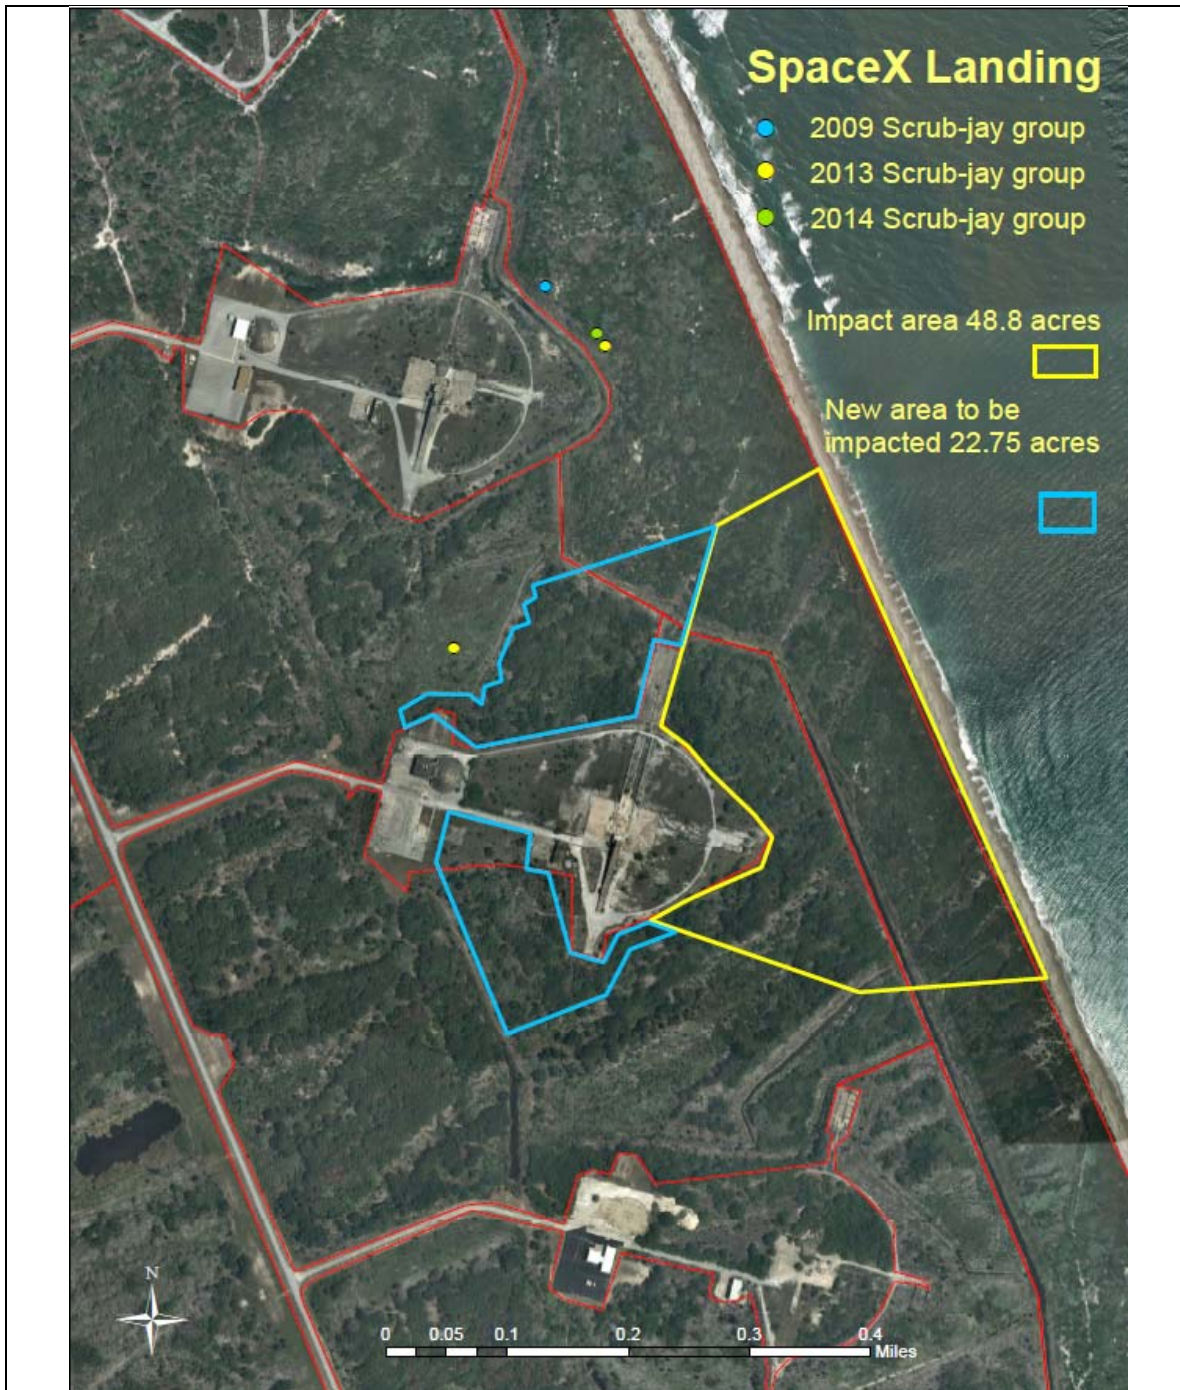 SpaceX Landing
2009 Scrub-jay group
2013 Scrub-jay group
2014 Scrub-jay group
Impact area 48.8 acres
New area to be
impacted 22.75 acres
N
0 0.05 0.1 0.2 0.3 0.4
Miles